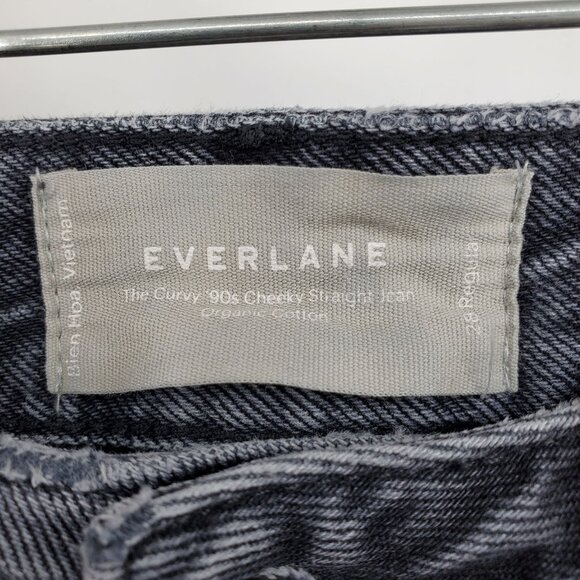 EVERLANE
The Curvy '90s Cheeky Straight Jean
Organic Cotton
Bien Hoa, Vietnam
28 Regular